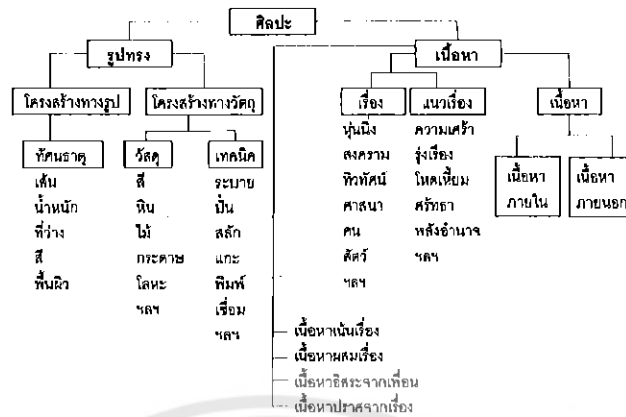 ศิลปะ
รูปทรง
เนื้อหา
โครงสร้างทางรูป
โครงสร้างทางวัตถุ
เรื่อง
แนวเรื่อง
เนื้อหา
ทัศนธาตุ
วัสดุ
เทคนิค
เส้น
น้ำหนัก
ที่ว่าง
สี
พื้นผิว
สี
หิน
ไม้
กระดาษ
โลหะ
ฯลฯ
ระบาย
ปั้น
สลัก
แกะ
พิมพ์
เชื่อม
ฯลฯ
หุ่นนิ่ง
สงคราม
ทิวทัศน์
ศาสนา
คน
สัตว์
ฯลฯ
ความเศร้า
รุ่งเรือง
โหดเหี้ยม
ศรัทธา
พลังอำนาจ
ฯลฯ
เนื้อหา
ภายใน
เนื้อหา
ภายนอก
เนื้อหาเน้นเรื่อง
เนื้อหาผสมเรื่อง
เนื้อหาอิสระจากเพื่อน
เนื้อหาปราศจากเรื่อง